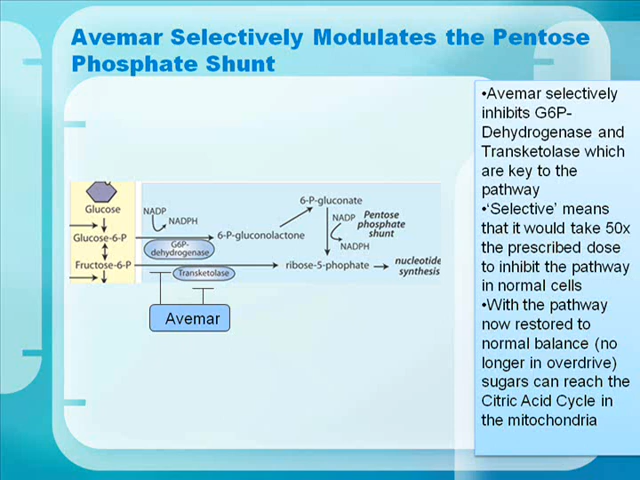 Avemar Selectively Modulates the Pentose
Phosphate Shunt
•Avemar selectively
inhibits G6P-
Dehydrogenase and
Transketolase which
are key to the
pathway
•‘Selective’ means
that it would take 50x
the prescribed dose
to inhibit the pathway
in normal cells
•With the pathway
now restored to
normal balance (no
longer in overdrive)
sugars can reach the
Citric Acid Cycle in
the mitochondria
Glucose
Glucose-6-P
Fructose-6-P
NADP
NADPH
G6P-
dehydrogenase
Transketolase
6-P-gluconolactone
6-P-gluconate
NADP
NADPH
Pentose
phosphate
shunt
ribose-5-phophate
nucleotide
synthesis
Avemar